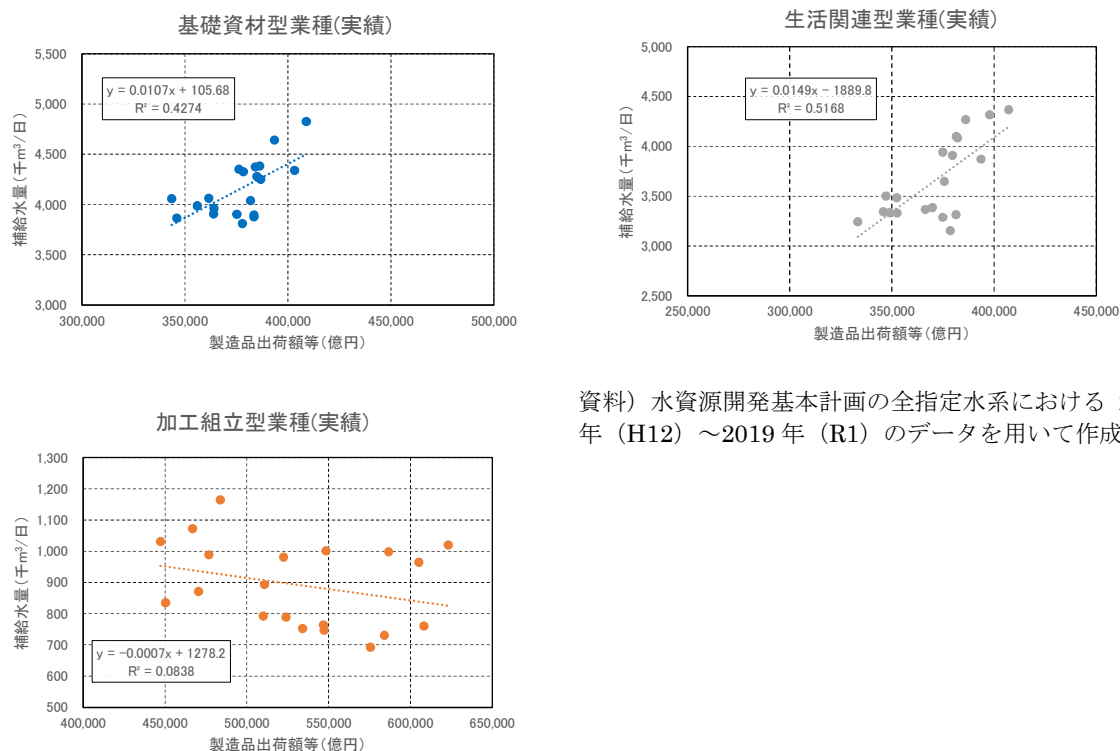 基礎資材型業種(実績)
5,500
5,000
4,500
4,000
3,500
3,000
補給水量(千m³/日)
y = 0.0107x + 105.68
R² = 0.4274
300,000
350,000
400,000
450,000
500,000
製造品出荷額等(億円)
生活関連型業種(実績)
5,000
4,500
4,000
3,500
3,000
2,500
補給水量(千m³/日)
y = 0.0149x − 1889.8
R² = 0.5168
250,000
300,000
350,000
400,000
450,000
製造品出荷額等(億円)
加工組立型業種(実績)
1,300
1,200
1,100
1,000
900
800
700
600
500
補給水量(千m³/日)
y = −0.0007x + 1278.2
R² = 0.0838
400,000
450,000
500,000
550,000
600,000
650,000
製造品出荷額等(億円)
資料）水資源開発基本計画の全指定水系における
年（H12）～2019 年（R1）のデータを用いて作成